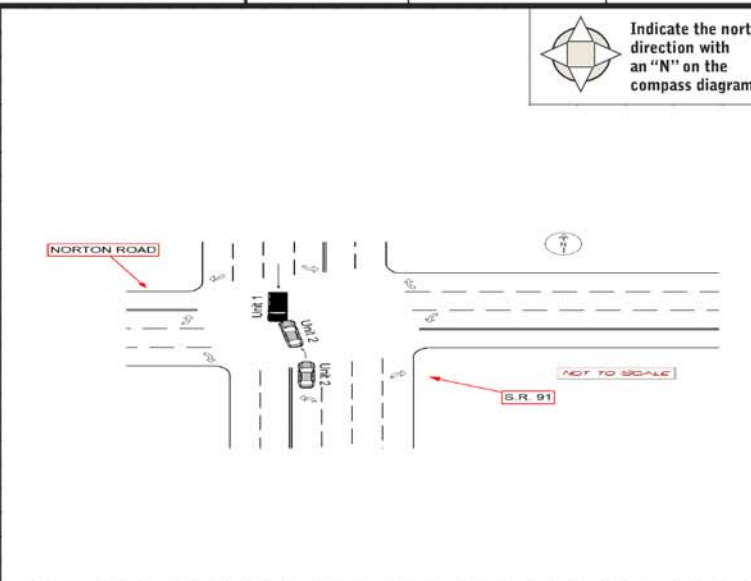 Indicate the nort
direction with
an "N" on the
compass diagram
NORTON ROAD
N
Unit 1
Unit 2
Unit 2
NOT TO SCALE
S.R. 91